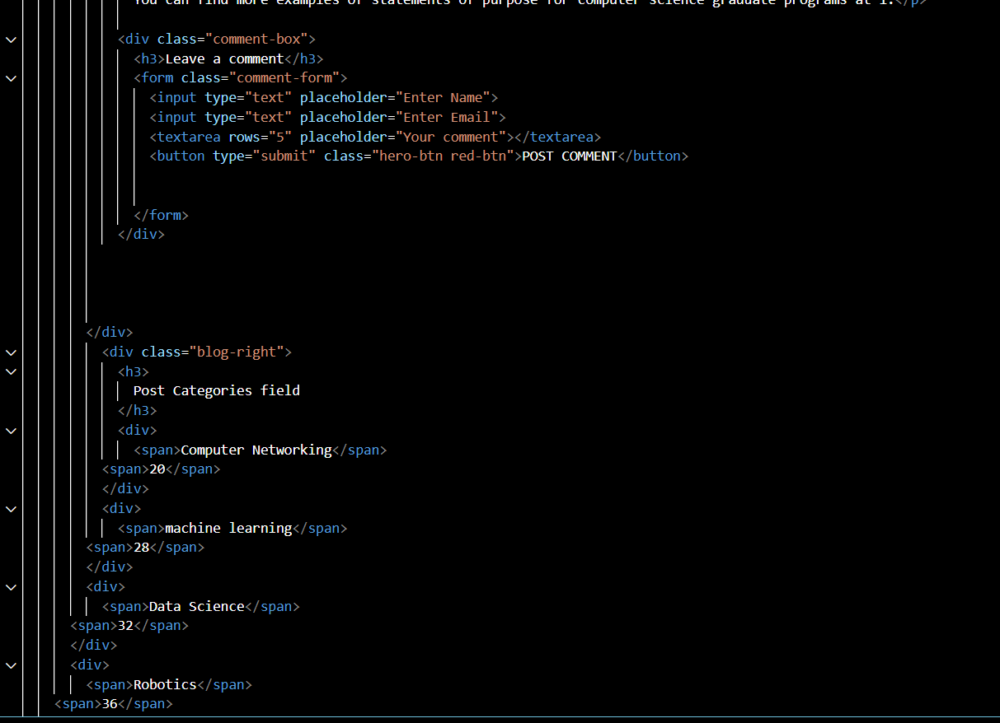 You can find more examples of statements of purpose for computer science graduate programs at 1.</p>
<div class="comment-box">
<h3>Leave a comment</h3>
<form class="comment-form">
<input type="text" placeholder="Enter Name">
<input type="text" placeholder="Enter Email">
<textarea rows="5" placeholder="Your comment"></textarea>
<button type="submit" class="hero-btn red-btn">POST COMMENT</button>
</form>
</div>
</div>
<div class="blog-right">
<h3>
Post Categories field
</h3>
<div>
<span>Computer Networking</span>
<span>20</span>
</div>
<div>
<span>machine learning</span>
<span>28</span>
</div>
<div>
<span>Data Science</span>
<span>32</span>
</div>
<div>
<span>Robotics</span>
<span>36</span>